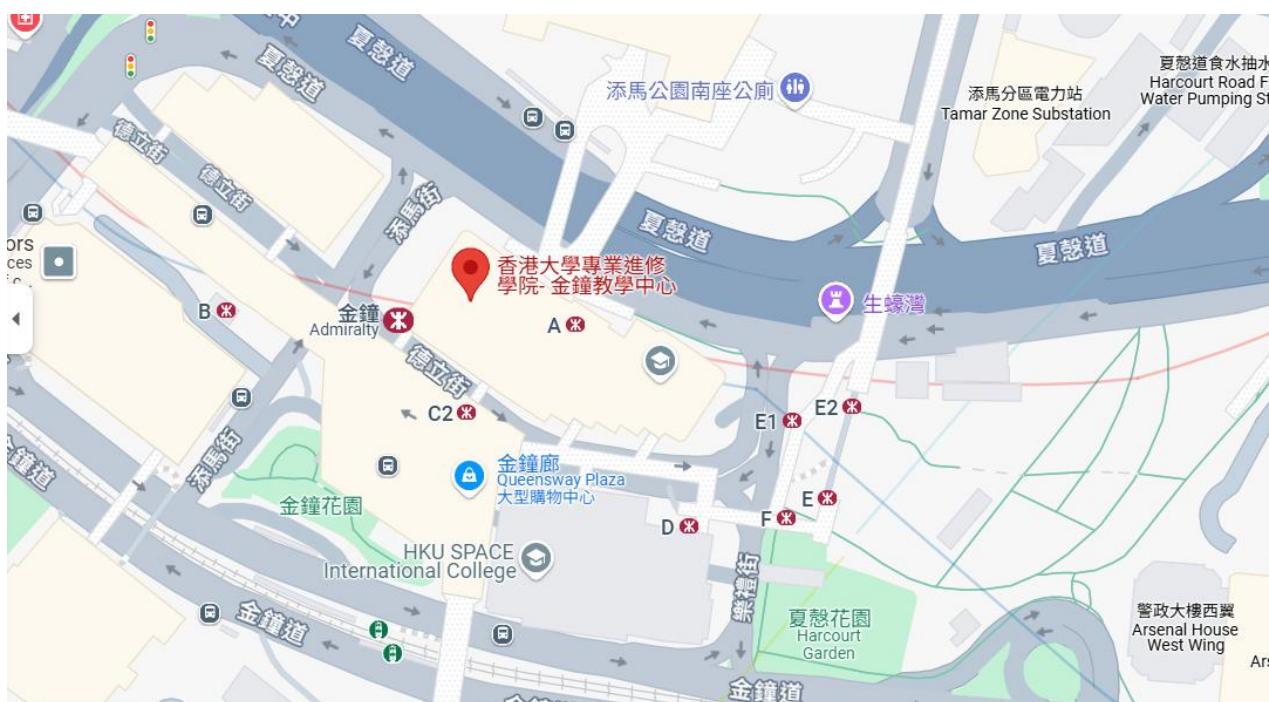 夏慤道
夏慤道
添馬公園南座公廁
添馬分區電力站
Tamar Zone Substation
夏慤道食水抽水
Harcourt Road F
Water Pumping St
德立街
德立街
添馬街
夏慤道
夏慤道
ors
ces
香港大學專業進修
學院- 金鐘教學中心
生蠔灣
B
金鐘
Admiralty
A
德立街
C2
E1
E2
金鐘廊
Queensway Plaza
大型購物中心
金鐘道
添馬街
金鐘花園
D
F
E
HKU SPACE
International College
樂禮街
金鐘道
夏慤花園
Harcourt
Garden
警政大樓西翼
Arsenal House
West Wing
Ars
金鐘道